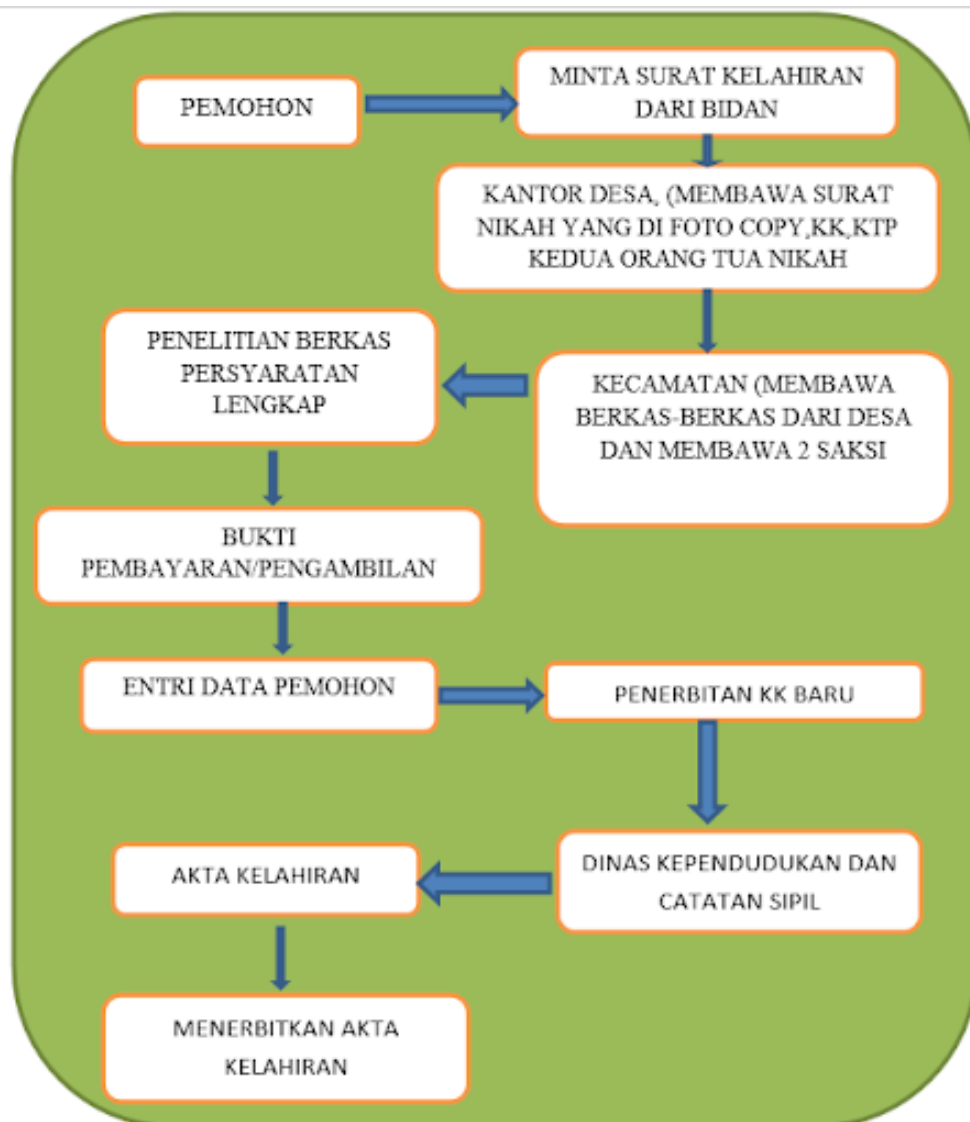 PEMOHON
MINTA SURAT KELAHIRAN
DARI BIDAN
KANTOR DESA, (MEMBAWA SURAT
NIKAH YANG DI FOTO COPY,KK,KTP
KEDUA ORANG TUA NIKAH
KECAMATAN (MEMBAWA
BERKAS-BERKAS DARI DESA
DAN MEMBAWA 2 SAKSI
PENELITIAN BERKAS
PERSYARATAN
LENGKAP
BUKTI
PEMBAYARAN/PENGAMBILAN
ENTRI DATA PEMOHON
PENERBITAN KK BARU
DINAS KEPENDUDUKAN DAN
CATATAN SIPIL
AKTA KELAHIRAN
MENERBITKAN AKTA
KELAHIRAN